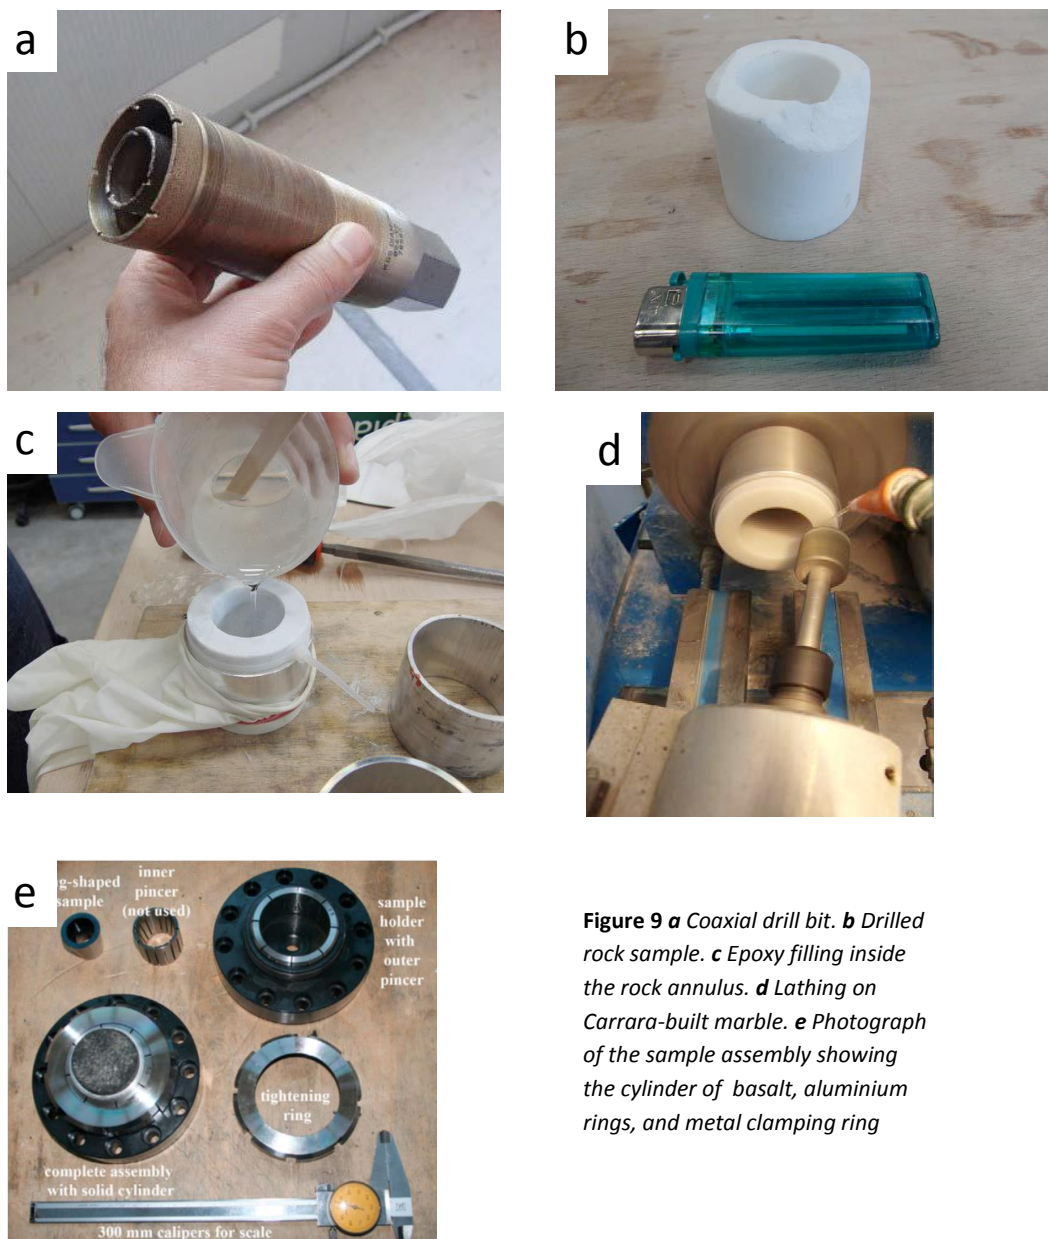 a
b
c
d
e
g-shaped
sample
inner
pincer
(not used)
sample
holder
with
outer
pincer
tightening
ring
complete assembly
with solid cylinder
300 mm calipers for scale
Figure 9 a Coaxial drill bit. b Drilled
rock sample. c Epoxy filling inside
the rock annulus. d Lathing on
Carrara-built marble. e Photograph
of the sample assembly showing
the cylinder of basalt, aluminium
rings, and metal clamping ring